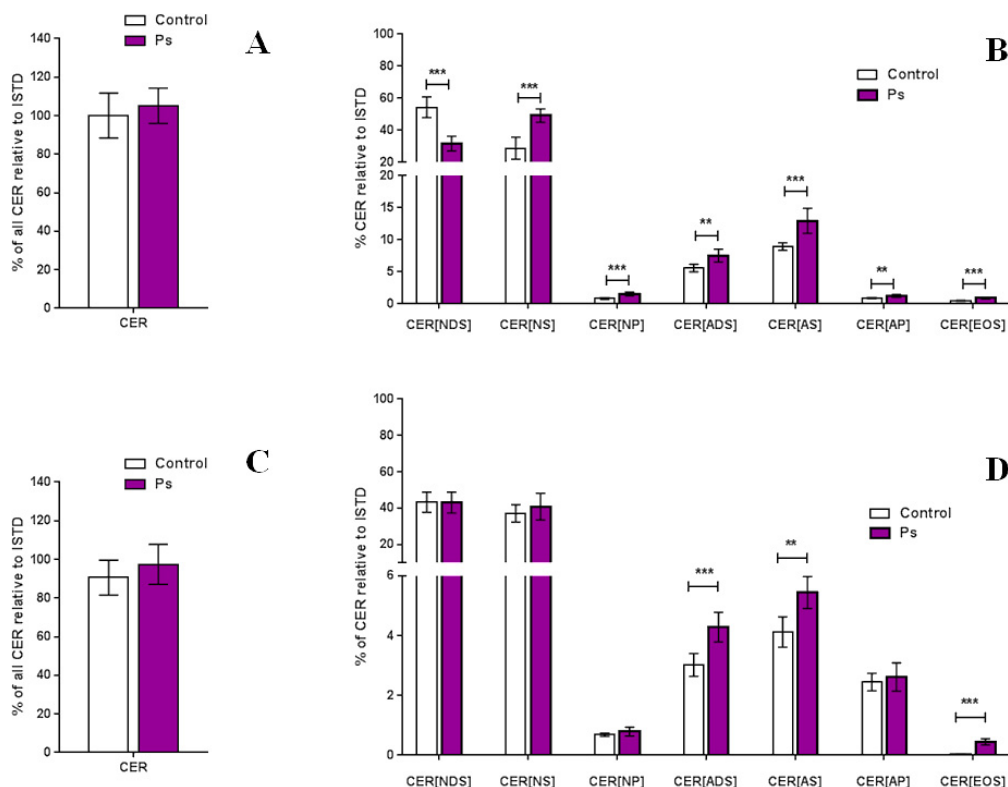 Control
Ps
A
% of all CER relative to ISTD
140
120
100
80
60
40
20
0
CER
B
Control
Ps
% CER relative to ISTD
100
80
60
40
20
20
15
10
5
0
***
***
***
**
***
**
***
CER[NDS] CER[NS] CER[NP] CER[ADS] CER[AS] CER[AP] CER[EOS]
Control
Ps
C
% of all CER relative to ISTD
140
120
100
80
60
40
20
0
CER
D
Control
Ps
% of CER relative to ISTD
100
80
60
40
20
6
4
2
0
***
**
***
CER[NDS] CER[NS] CER[NP] CER[ADS] CER[AS] CER[AP] CER[EOS]